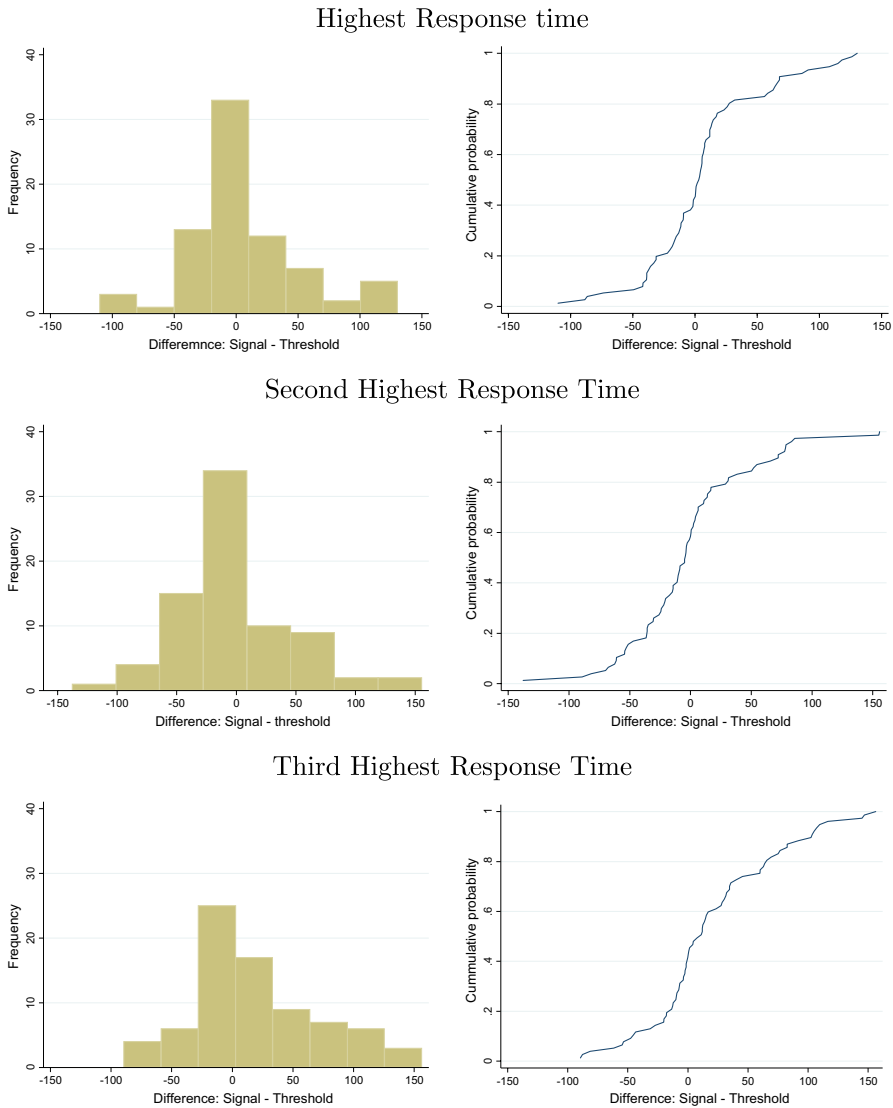 Highest Response time
40
30
20
10
0
Frequency
-150 -100 -50 0 50 100 150
Differemnce: Signal - Threshold
1
.8
.6
.4
.2
0
Cumulative probability
-150 -100 -50 0 50 100 150
Difference: Signal - Threshold
Second Highest Response Time
40
30
20
10
0
Frequency
-150 -100 -50 0 50 100 150
Difference: Signal - threshold
1
.8
.6
.4
.2
0
Cumulative probability
-150 -100 -50 0 50 100 150
Difference: Signal - Threshold
Third Highest Response Time
40
30
20
10
0
Frequency
-150 -100 -50 0 50 100 150
Difference: Signal - Threshold
1
.8
.6
.4
.2
0
Cummulative probability
-150 -100 -50 0 50 100 150
Difference: Signal - Threshold